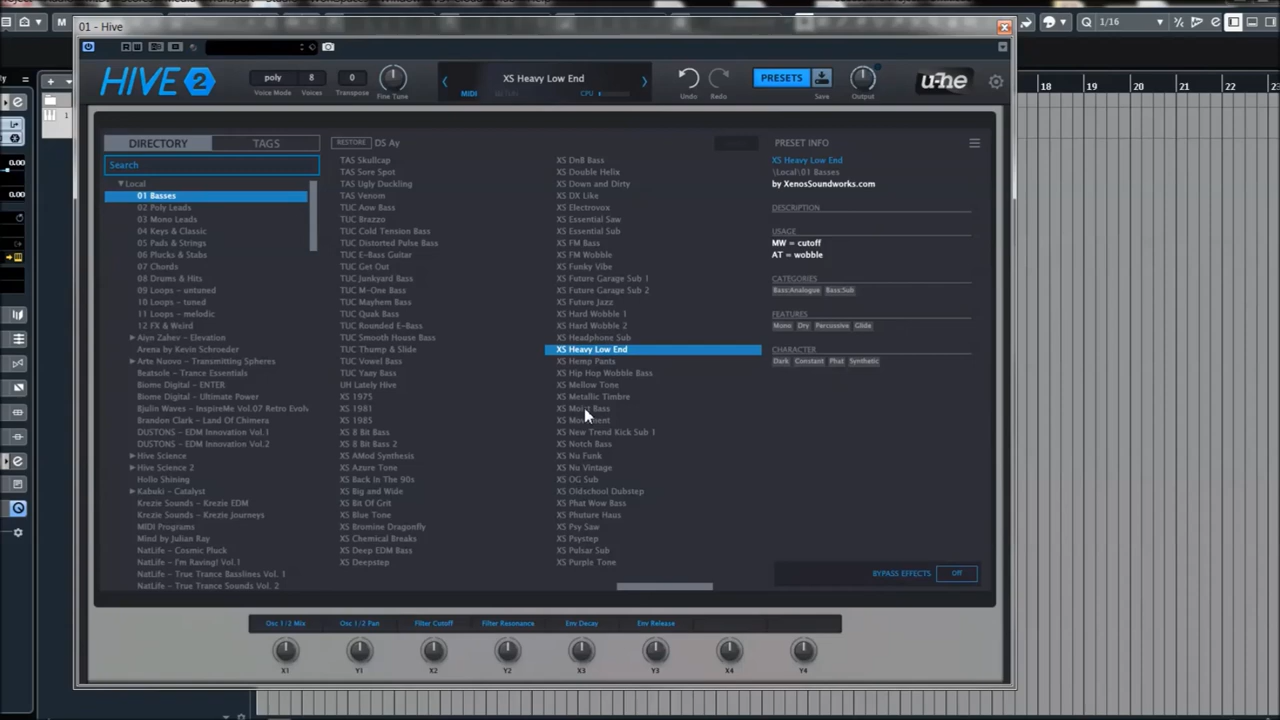 01 - Hive
M
1/16
HIVE 2
poly
8
0
Voice Mode
Voices
Transpose
Fine Tune
XS Heavy Low End
MIDI
CPU
Undo
Redo
PRESETS
Save
Output
u-he
18
19
20
21
22
23
0.00
0.00
1
DIRECTORY
TAGS
Search
Local
01 Basses
02 Poly Leads
03 Mono Leads
04 Keys & Classic
05 Pads & Strings
06 Plucks & Stabs
07 Chords
08 Drums & Hits
09 Loops - untuned
10 Loops - tuned
11 Loops - melodic
12 FX & Weird
Aiyn Zahev - Elevation
Arena by Kevin Schroeder
Arte Nuovo - Transmitting Spheres
Beatsole - Trance Essentials
Biome Digital - ENTER
Biome Digital - Ultimate Power
Bjulin Waves - InspireMe Vol.07 Retro Evolu
Brandon Clark - Land Of Chimera
DUSTONS - EDM Innovation Vol.1
DUSTONS - EDM Innovation Vol.2
Hive Science
Hive Science 2
Hollo Shining
Kabuki - Catalyst
Krezie Sounds - Krezie EDM
Krezie Sounds - Krezie Journeys
MIDI Programs
Mind by Julian Ray
NatLife - Cosmic Pluck
NatLife - I'm Raving! Vol.1
NatLife - True Trance Basslines Vol. 1
NatLife - True Trance Sounds Vol. 2
RESTORE
DS Ay
TAS Skullcap
TAS Sore Spot
TAS Ugly Duckling
TAS Venom
TUC Aow Bass
TUC Brazzo
TUC Cold Tension Bass
TUC Distorted Pulse Bass
TUC E-Bass Guitar
TUC Get Out
TUC Junkyard Bass
TUC M-One Bass
TUC Mayhem Bass
TUC Quak Bass
TUC Rounded E-Bass
TUC Smooth House Bass
TUC Thump & Slide
TUC Vowel Bass
TUC Yaay Bass
UH Lately Hive
XS 1975
XS 1981
XS 1985
XS 8 Bit Bass
XS 8 Bit Bass 2
XS AMod Synthesis
XS Azure Tone
XS Back In The 90s
XS Big and Wide
XS Bit Of Grit
XS Blue Tone
XS Bromine Dragonfly
XS Chemical Breaks
XS Deep EDM Bass
XS Deepstep
XS DnB Bass
XS Double Helix
XS Down and Dirty
XS DX Like
XS Electrovox
XS Essential Saw
XS Essential Sub
XS FM Bass
XS FM Wobble
XS Funky Vibe
XS Future Garage Sub 1
XS Future Garage Sub 2
XS Future Jazz
XS Hard Wobble 1
XS Hard Wobble 2
XS Headphone Sub
XS Heavy Low End
XS Hemp Pants
XS Hip Hop Wobble Bass
XS Mellow Tone
XS Metallic Timbre
XS Moist Bass
XS Movement
XS New Trend Kick Sub 1
XS Notch Bass
XS Nu Funk
XS Nu Vintage
XS OG Sub
XS Oldschool Dubstep
XS Phat Wow Bass
XS Phuture Haus
XS Psy Saw
XS Psystep
XS Pulsar Sub
XS Purple Tone
PRESET INFO
XS Heavy Low End
\Local\01 Basses
by XenosSoundworks.com
DESCRIPTION
USAGE
MW = cutoff
AT = wobble
CATEGORIES
Bass:Analogue
Bass:Sub
FEATURES
Mono
Dry
Percussive
Glide
CHARACTER
Dark
Constant
Phat
Synthetic
BYPASS EFFECTS
Off
Osc 1/2 Mix
Osc 1/2 Pan
Filter Cutoff
Filter Resonance
Env Decay
Env Release
X1
Y1
X2
Y2
X3
Y3
X4
Y4